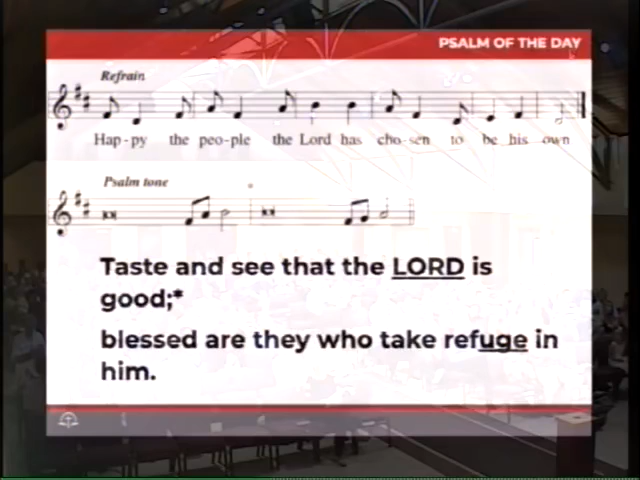 PSALM OF THE DAY
Refrain
Hap-py the peo-ple the Lord has cho-sen to be his own
Psalm tone
Taste and see that the LORD is
good;*
blessed are they who take refuge in
him.